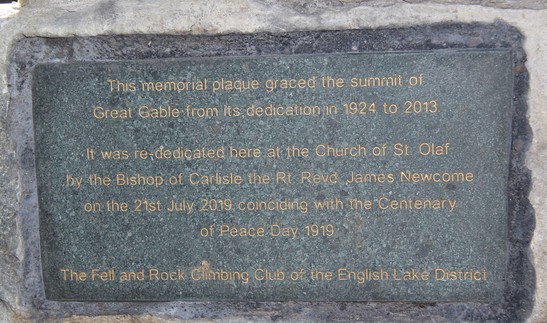 This memorial plaque graced the summit of
Great Gable from its dedication in 1924 to 2013.
It was re-dedicated here at the Church of St. Olaf
by the Bishop of Carlisle the Rt. Revd. James Newcome
on the 21st July 2019 coinciding with the Centenary
of Peace Day 1919
The Fell and Rock Climbing Club of the English Lake District